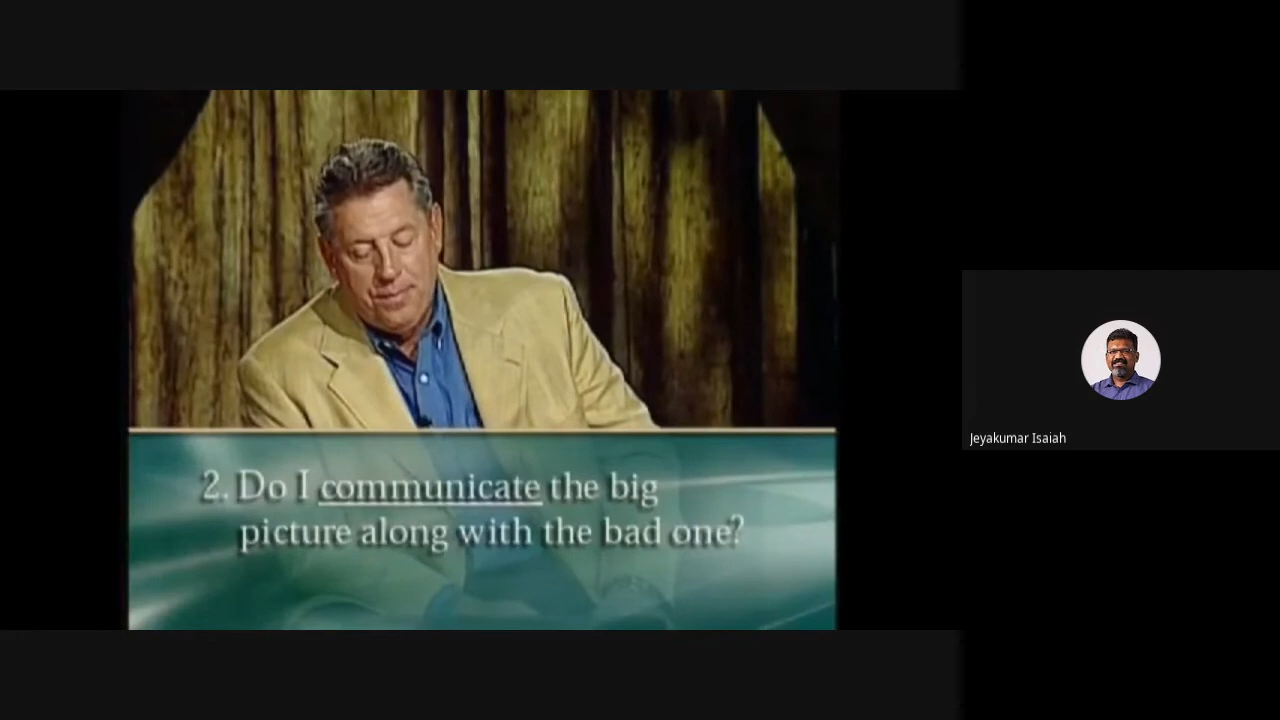 2. Do I communicate the big
picture along with the bad one?
Jeyakumar Isaiah